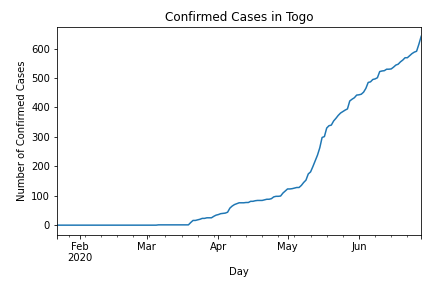 Confirmed Cases in Togo
Number of Confirmed Cases
600
500
400
300
200
100
0
Feb Mar Apr May Jun
2020
Day